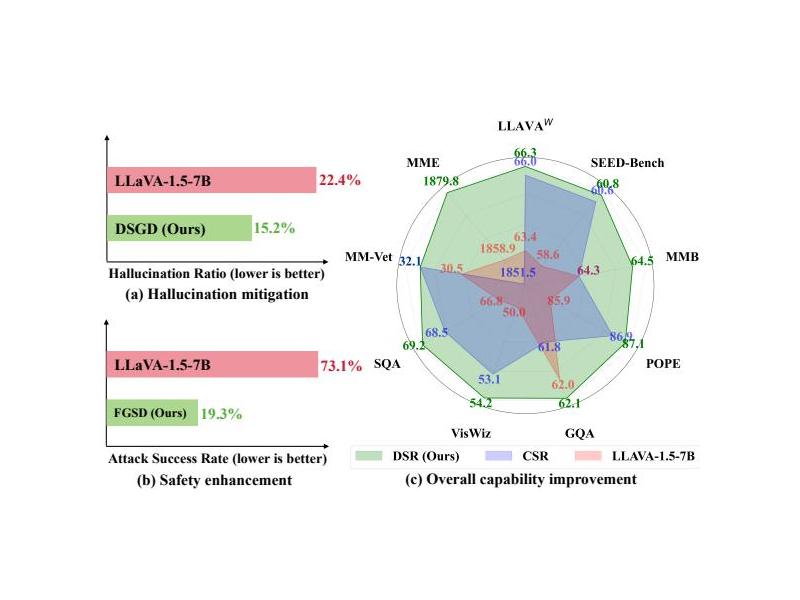 LLaVA-1.5-7B
22.4%
DSGD (Ours)
15.2%
Hallucination Ratio (lower is better)
(a) Hallucination mitigation
LLaVA-1.5-7B
73.1%
FGSD (Ours)
19.3%
Attack Success Rate (lower is better)
(b) Safety enhancement
LLAVA^W
66.3
66.0
MME
SEED-Bench
1879.8
60.8
60.6
63.4
1858.9
58.6
MM-Vet
32.1
30.5
1851.5
64.3
64.5
MMB
66.8
50.0
85.9
68.5
86.9
87.1
69.2
61.8
SQA
POPE
53.1
62.0
54.2
62.1
VisWiz
GQA
DSR (Ours)
CSR
LLAVA-1.5-7B
(c) Overall capability improvement